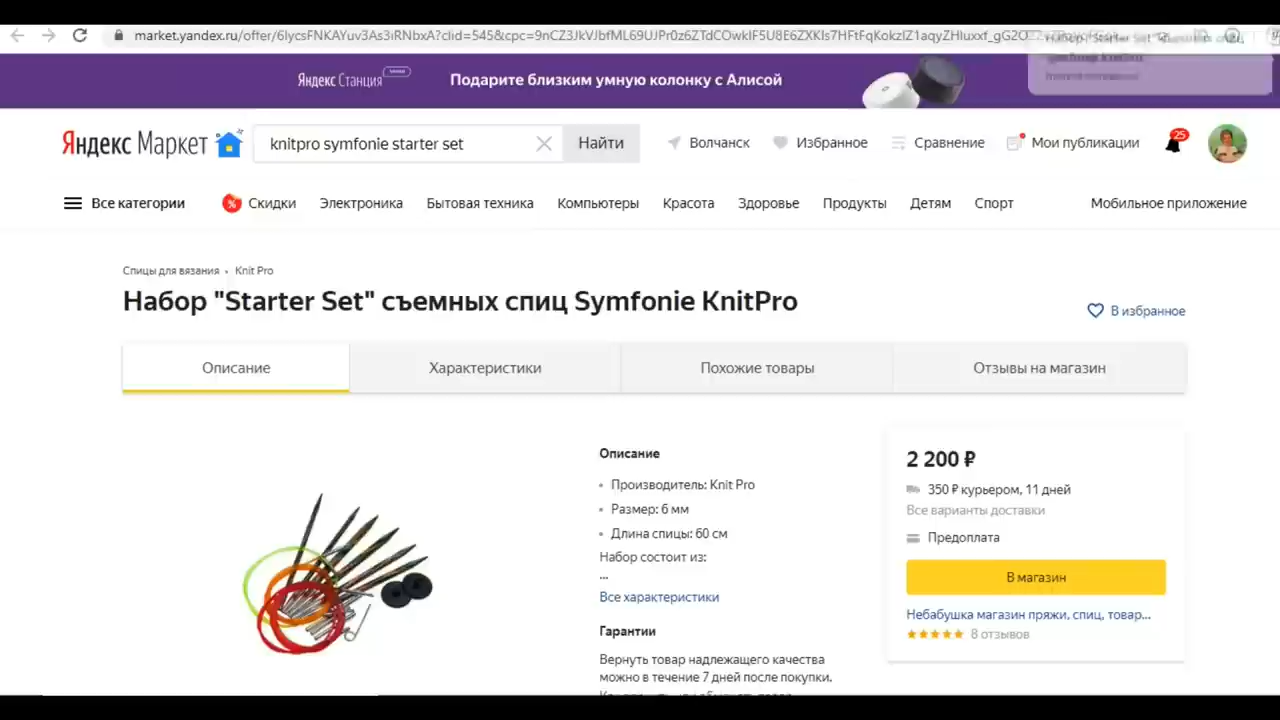 market.yandex.ru/offer/6lycsFNKAYuv3As3iRNbxA?clid=545&cpc=
Яндекс Станция
Подарите близким умную колонку с Алисой
Яндекс Маркет
knitpro symfonie starter set
Найти
Волчанск
Избранное
Сравнение
Мои публикации
25
Все категории
% Скидки
Электроника
Бытовая техника
Компьютеры
Красота
Здоровье
Продукты
Детям
Спорт
Мобильное приложение
Спицы для вязания • Knit Pro
Набор "Starter Set" съемных спиц Symfonie KnitPro
В избранное
Описание
Характеристики
Похожие товары
Отзывы на магазин
Описание
• Производитель: Knit Pro
• Размер: 6 мм
• Длина спицы: 60 см
Набор состоит из:
...
Все характеристики
Гарантии
Вернуть товар надлежащего качества
можно в течение 7 дней после покупки.
2 200 ₽
350 ₽ курьером, 11 дней
Все варианты доставки
Предоплата
В магазин
Небабушка магазин пряжи, спиц, товар...
8 отзывов